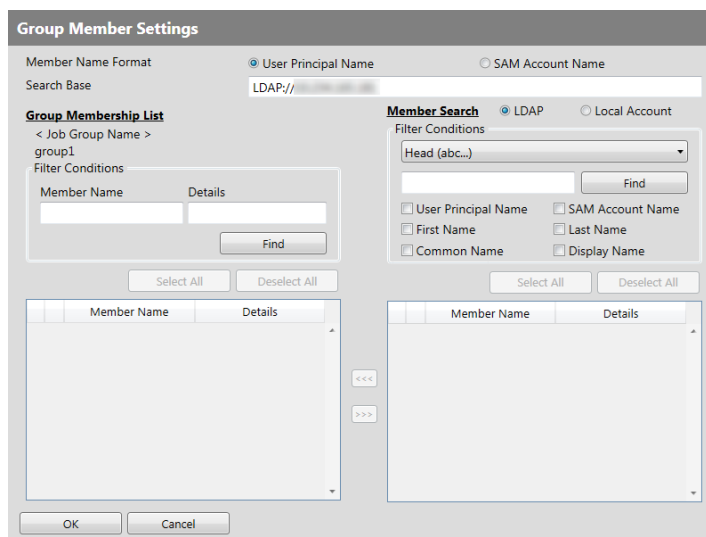 Group Member Settings
Member Name Format
User Principal Name
SAM Account Name
Search Base
LDAP://
Group Membership List
< Job Group Name >
group1
Filter Conditions
Member Name
Details
Find
Select All
Deselect All
Member Name
Details
Member Search
LDAP
Local Account
Filter Conditions
Head (abc...)
Find
User Principal Name
SAM Account Name
First Name
Last Name
Common Name
Display Name
Select All
Deselect All
Member Name
Details
<<<
>>>
OK
Cancel